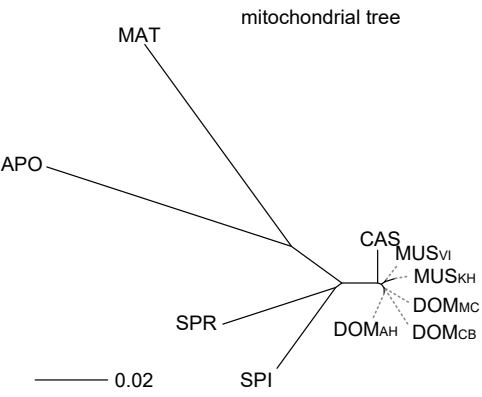 mitochondrial tree
MAT
APO
CAS
MUSVI
MUSKH
DOMMC
DOMCB
DOMAH
SPR
SPI
0.02